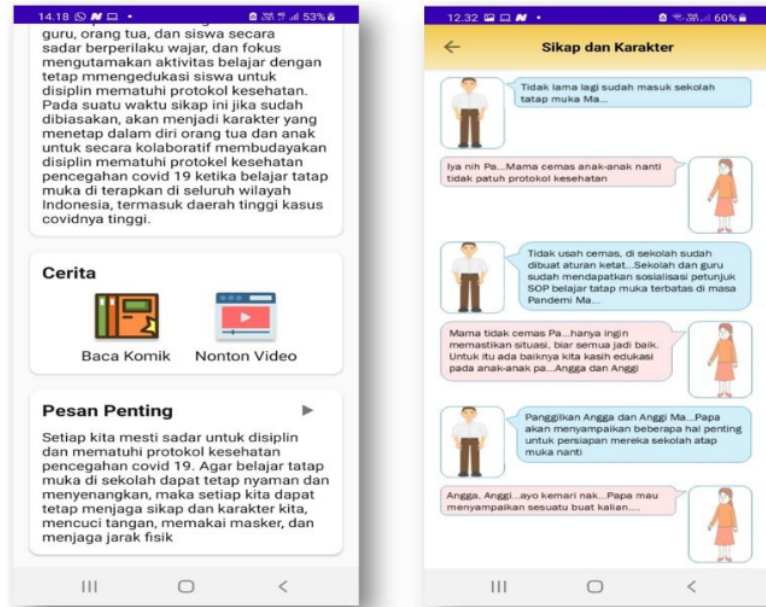 14.18
53%
guru, orang tua, dan siswa secara
sadar berperilaku wajar, dan fokus
mengutamakan aktivitas belajar dengan
tetap mmengedukasi siswa untuk
disiplin mematuhi protokol kesehatan.
Pada suatu waktu sikap ini jika sudah
dibiasakan, akan menjadi karakter yang
menetap dalam diri orang tua dan anak
untuk secara kolaboratif membudayakan
disiplin mematuhi protokel kesehatan
pencegahan covid 19 ketika belajar tatap
muka di terapkan di seluruh wilayah
Indonesia, termasuk daerah tinggi kasus
covidnya tinggi.
Cerita
Baca Komik Nonton Video
Pesan Penting
Setiap kita mesti sadar untuk disiplin
dan mematuhi protokol kesehatan
pencegahan covid 19. Agar belajar tatap
muka di sekolah dapat tetap nyaman dan
menyenangkan, maka setiap kita dapat
tetap menjaga sikap dan karakter kita,
mencuci tangan, memakai masker, dan
menjaga jarak fisik
12.32
60%
Sikap dan Karakter
Tidak lama lagi sudah masuk sekolah
tatap muka Ma...
Iya nih Pa...Mama cemas anak-anak nanti
tidak patuh protokol kesehatan
Tidak usah cemas, di sekolah sudah
dibuat aturan ketat...Sekolah dan guru
sudah mendapatkan sosialisasi petunjuk
SOP belajar tatap muka terbatas di masa
Pandemi Ma...
Mama tidak cemas Pa...hanya ingin
memastikan situasi, biar semua jadi baik.
Untuk itu ada baiknya kita kasih edukasi
pada anak-anak pa...Angga dan Anggi
Panggilkan Angga dan Anggi Ma...Papa
akan menyampaikan beberapa hal penting
untuk persiapan mereka sekolah atap
muka nanti
Angga, Anggi...ayo kemari nak...Papa mau
menyampaikan sesuatu buat kalian....